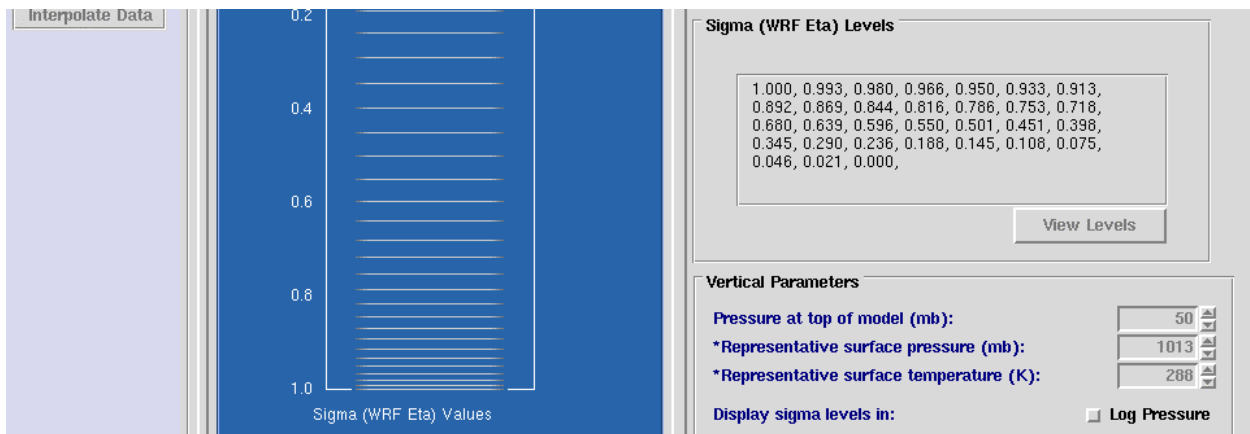 Interpolate Data
0.2
0.4
0.6
0.8
1.0
Sigma (WRF Eta) Values
Sigma (WRF Eta) Levels
1.000, 0.993, 0.980, 0.966, 0.950, 0.933, 0.913,
0.892, 0.869, 0.844, 0.816, 0.786, 0.753, 0.718,
0.680, 0.639, 0.596, 0.550, 0.501, 0.451, 0.398,
0.345, 0.290, 0.236, 0.188, 0.145, 0.108, 0.075,
0.046, 0.021, 0.000,
View Levels
Vertical Parameters
Pressure at top of model (mb): 50
*Representative surface pressure (mb): 1013
*Representative surface temperature (K): 288
Display sigma levels in: Log Pressure